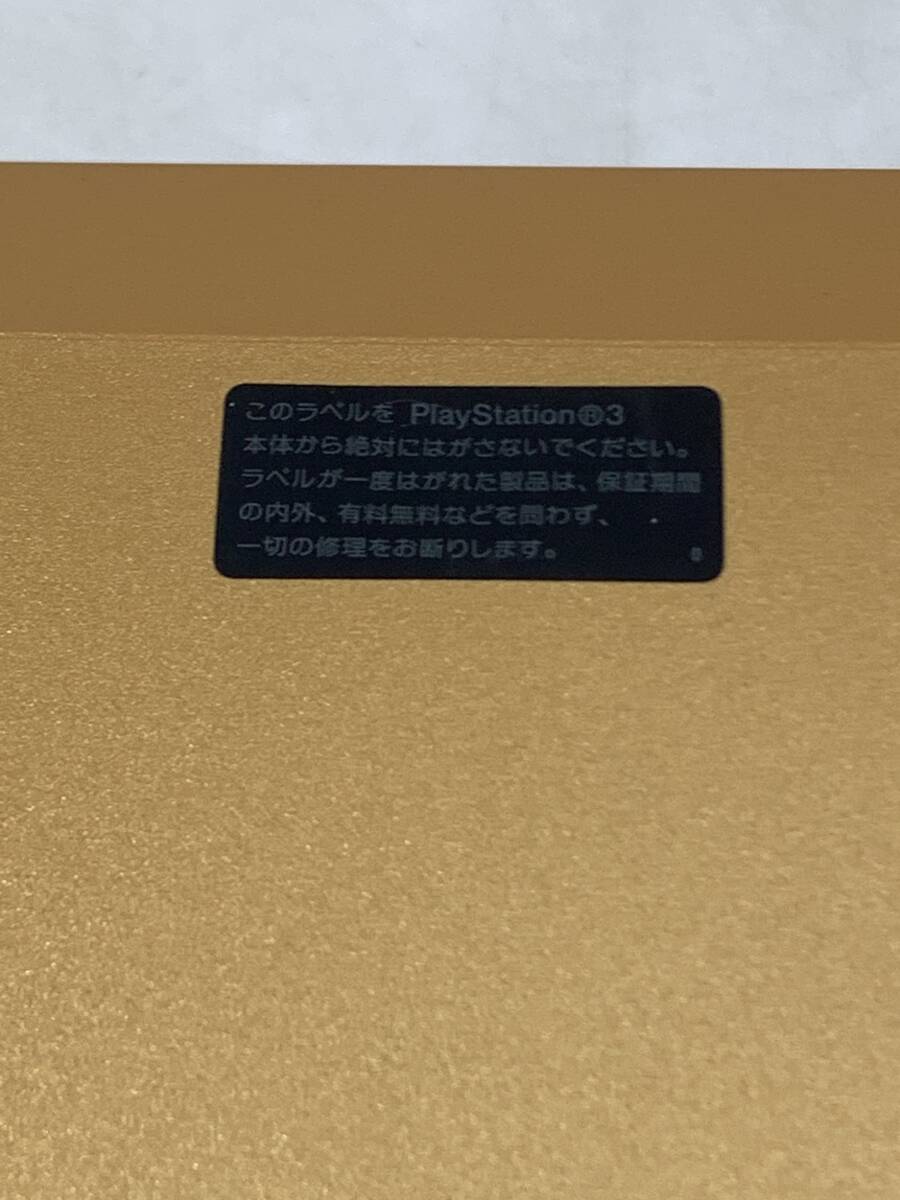 このラベルを PlayStation®3
本体から絶対にはがさないでください。
ラベルが一度はがれた製品は、保証期間
の内外、有料無料などを問わず、
一切の修理をお断りします。